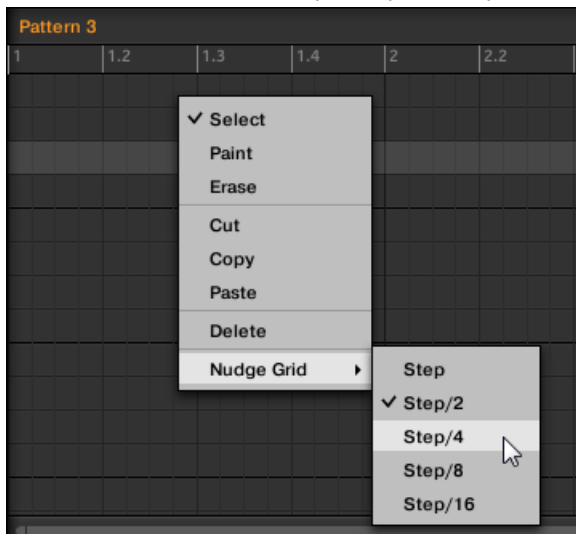 Pattern 3
1 1.2 1.3 1.4 2 2.2
Select
Paint
Erase
Cut
Copy
Paste
Delete
Nudge Grid
Step
Step/2
Step/4
Step/8
Step/16